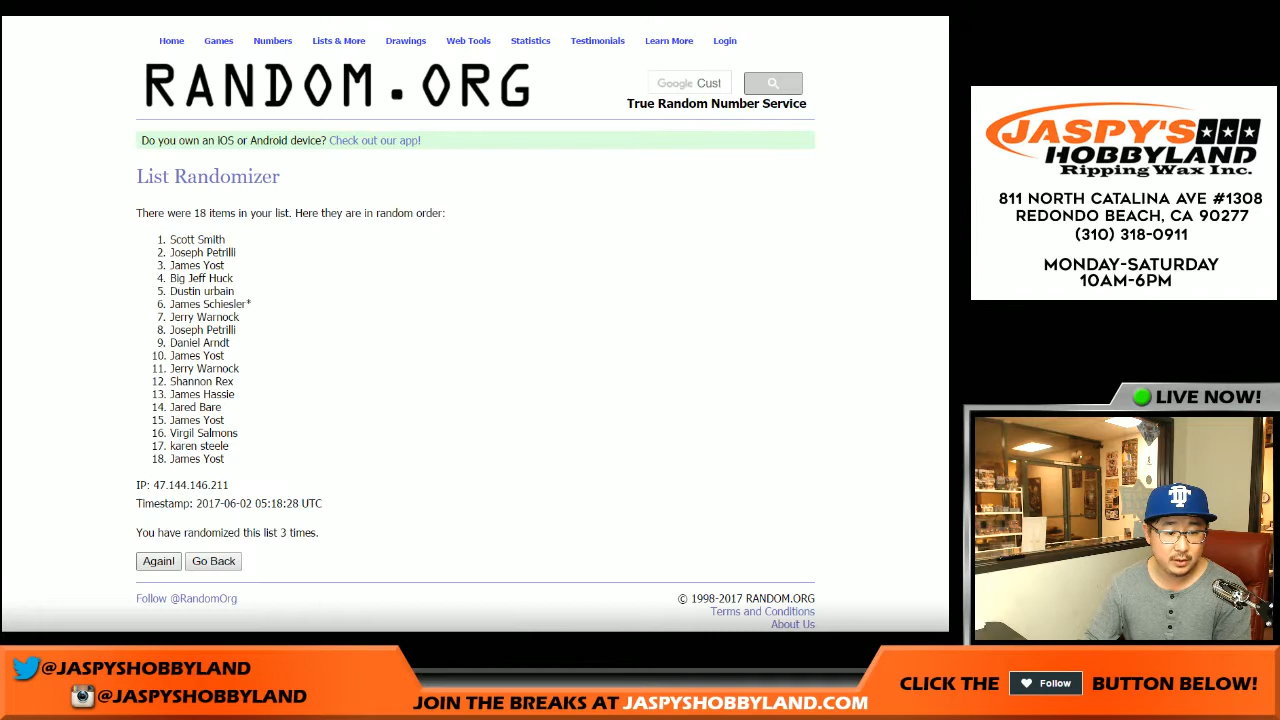 Home Games Numbers Lists & More Drawings Web Tools Statistics Testimonials Learn More Login
RANDOM.ORG
Google Cust
True Random Number Service
Do you own an iOS or Android device? Check out our app!
List Randomizer
There were 18 items in your list. Here they are in random order:
1. Scott Smith
2. Joseph Petrilli
3. James Yost
4. Big Jeff Huck
5. Dustin urbain
6. James Schiesler*
7. Jerry Warnock
8. Joseph Petrilli
9. Daniel Arndt
10. James Yost
11. Jerry Warnock
12. Shannon Rex
13. James Hassie
14. Jared Bare
15. James Yost
16. Virgil Salmons
17. karen steele
18. James Yost
IP: 47.144.146.211
Timestamp: 2017-06-02 05:18:28 UTC
You have randomized this list 3 times.
Again! Go Back
Follow @RandomOrg
© 1998-2017 RANDOM.ORG
Terms and Conditions
About Us
JASPY'S
HOBBYLAND
Ripping Wax Inc.
811 NORTH CATALINA AVE #1308
REDONDO BEACH, CA 90277
(310) 318-0911
MONDAY-SATURDAY
10AM-6PM
LIVE NOW!
@JASPYSHOBBYLAND
@JASPYSHOBBYLAND
JOIN THE BREAKS AT JASPYSHOBBYLAND.COM
CLICK THE Follow BUTTON BELOW!